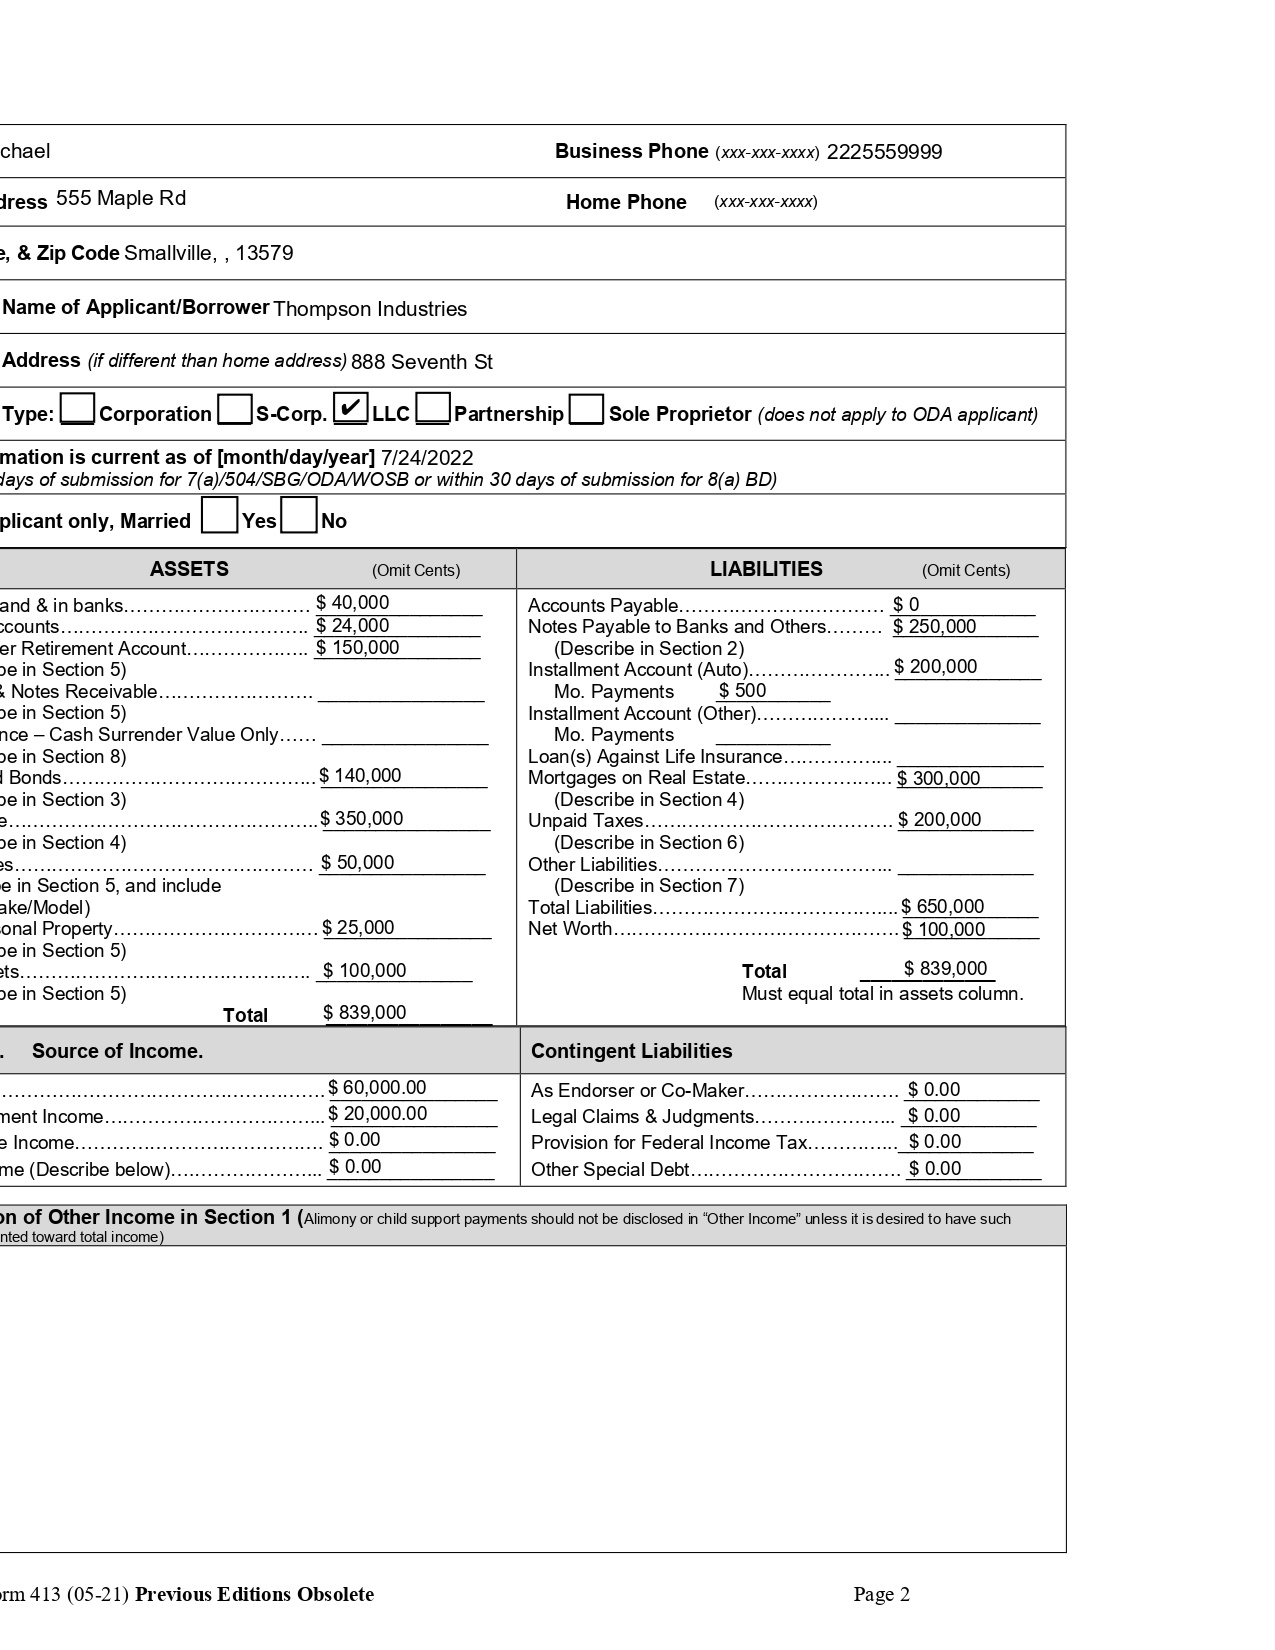 chael Business Phone (xxx-xxx-xxxx) 2225559999
dress 555 Maple Rd Home Phone (xxx-xxx-xxxx)
e, & Zip Code Smallville, , 13579
Name of Applicant/Borrower Thompson Industries
Address (if different than home address) 888 Seventh St
Type: Corporation S-Corp. ✔ LLC Partnership Sole Proprietor (does not apply to ODA applicant)
mation is current as of [month/day/year] 7/24/2022
days of submission for 7(a)/504/SBG/ODA/WOSB or within 30 days of submission for 8(a) BD)
plicant only, Married Yes No
ASSETS (Omit Cents) LIABILITIES (Omit Cents)
and & in banks…………………………. $ 40,000 Accounts Payable…………………………… $ 0
ccounts………………………………….. $ 24,000 Notes Payable to Banks and Others……… $ 250,000
er Retirement Account.……………….. $ 150,000 (Describe in Section 2)
be in Section 5) Installment Account (Auto)………………….. $ 200,000
& Notes Receivable……………………. Mo. Payments $ 500
be in Section 5) Installment Account (Other)………………...
nce – Cash Surrender Value Only…… Mo. Payments
be in Section 8) Loan(s) Against Life Insurance……………...
d Bonds…………………………………. $ 140,000 Mortgages on Real Estate…………………... $ 300,000
be in Section 3) (Describe in Section 4)
e…………………………………………. $ 350,000 Unpaid Taxes………………………………… $ 200,000
be in Section 4) (Describe in Section 6)
es………………………………………… $ 50,000 Other Liabilities……………………………...
be in Section 5, and include (Describe in Section 7)
ake/Model) Total Liabilities………………………………... $ 650,000
sonal Property………………………….. $ 25,000 Net Worth……………………………………. $ 100,000
be in Section 5)
ets………………………………………. $ 100,000 Total $ 839,000
be in Section 5) Must equal total in assets column.
Total $ 839,000
. Source of Income. Contingent Liabilities
…………………………………………. $ 60,000.00 As Endorser or Co-Maker…………………. $ 0.00
ment Income……………………………... $ 20,000.00 Legal Claims & Judgments………………... $ 0.00
e Income………………………………… $ 0.00 Provision for Federal Income Tax…………... $ 0.00
me (Describe below)………………….. $ 0.00 Other Special Debt…………………………. $ 0.00
on of Other Income in Section 1 (Alimony or child support payments should not be disclosed in “Other Income” unless it is desired to have such
nted toward total income)
orm 413 (05-21) Previous Editions Obsolete Page 2